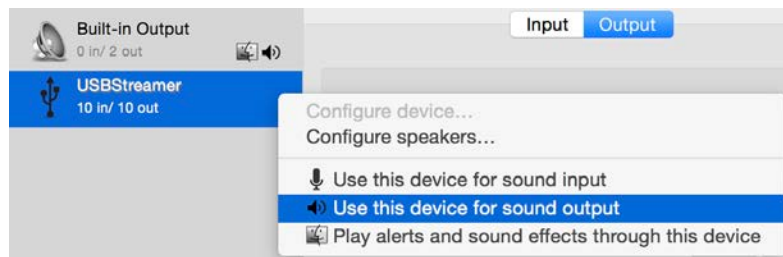 Built-in Output
0 in/ 2 out
Input Output
USBStreamer
10 in/ 10 out
Configure device...
Configure speakers...
Use this device for sound input
Use this device for sound output
Play alerts and sound effects through this device